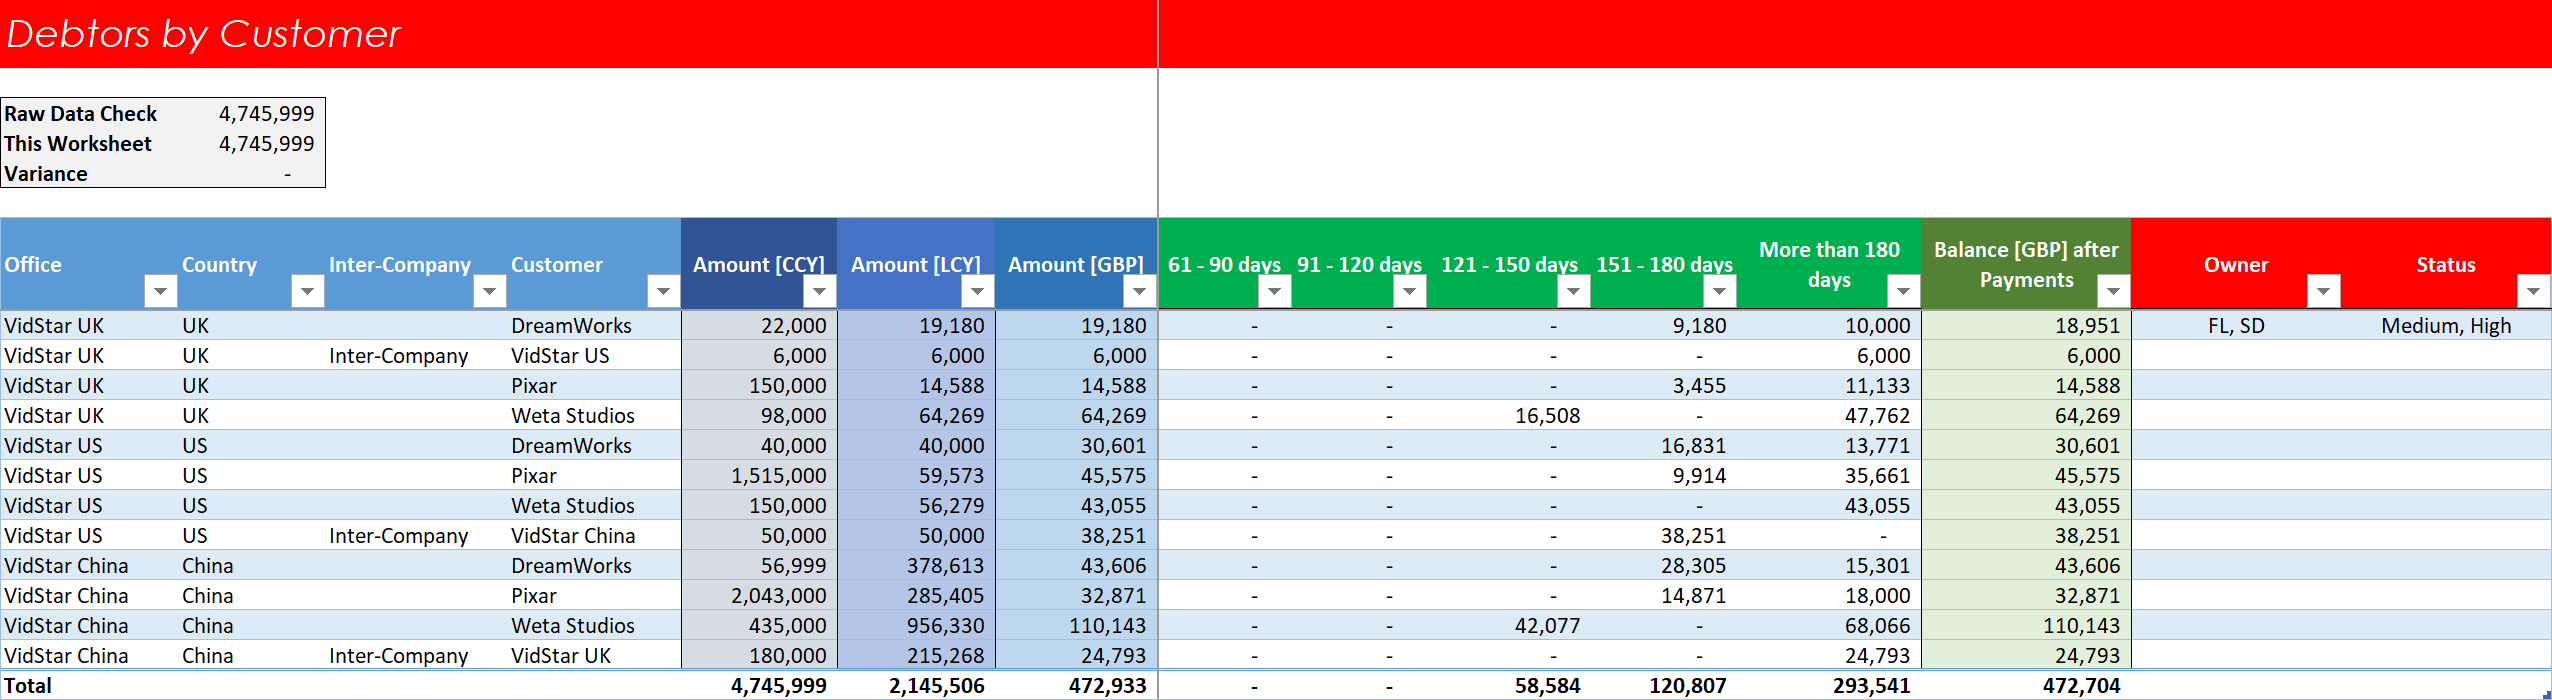 Debtors by Customer
Raw Data Check 4,745,999
This Worksheet 4,745,999
Variance -
Office Country Inter-Company Customer Amount [CCY] Amount [LCY] Amount [GBP] 61 - 90 days 91 - 120 days 121 - 150 days 151 - 180 days More than 180 days Balance [GBP] after Payments Owner Status
VidStar UK UK DreamWorks 22,000 19,180 19,180 - - - 9,180 10,000 18,951 FL, SD Medium, High
VidStar UK UK Inter-Company VidStar US 6,000 6,000 6,000 - - - - 6,000 6,000
VidStar UK UK Pixar 150,000 14,588 14,588 - - - 3,455 11,133 14,588
VidStar UK UK Weta Studios 98,000 64,269 64,269 - - 16,508 - 47,762 64,269
VidStar US US DreamWorks 40,000 40,000 30,601 - - - 16,831 13,771 30,601
VidStar US US Pixar 1,515,000 59,573 45,575 - - - 9,914 35,661 45,575
VidStar US US Weta Studios 150,000 56,279 43,055 - - - - 43,055 43,055
VidStar US US Inter-Company VidStar China 50,000 50,000 38,251 - - - 38,251 - 38,251
VidStar China China DreamWorks 56,999 378,613 43,606 - - - 28,305 15,301 43,606
VidStar China China Pixar 2,043,000 285,405 32,871 - - - 14,871 18,000 32,871
VidStar China China Weta Studios 435,000 956,330 110,143 - - 42,077 - 68,066 110,143
VidStar China China Inter-Company VidStar UK 180,000 215,268 24,793 - - - - 24,793 24,793
Total 4,745,999 2,145,506 472,933 - - 58,584 120,807 293,541 472,704